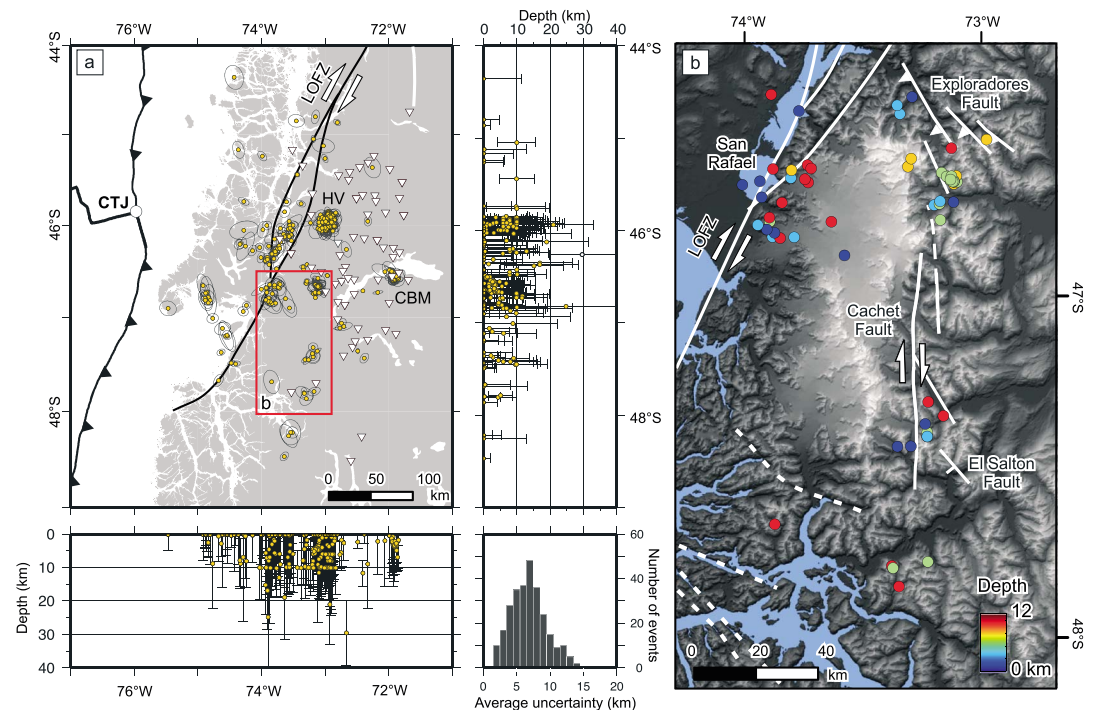 76°W
74°W
72°W
44°S
a
LOFZ
CTJ
HV
46°S
CBM
b
48°S
0
50
100
km
Depth (km)
0 10 20 30 40
44°S
46°S
48°S
0
10
20
30
40
Depth (km)
76°W
74°W
72°W
60
40
20
0
Number of events
0 5 10 15 20
Average uncertainty (km)
74°W
73°W
b
Exploradores
Fault
San
Rafael
LOFZ
47°S
Cachet
Fault
El Salton
Fault
Depth
12
0 km
48°S
0
20
40
km